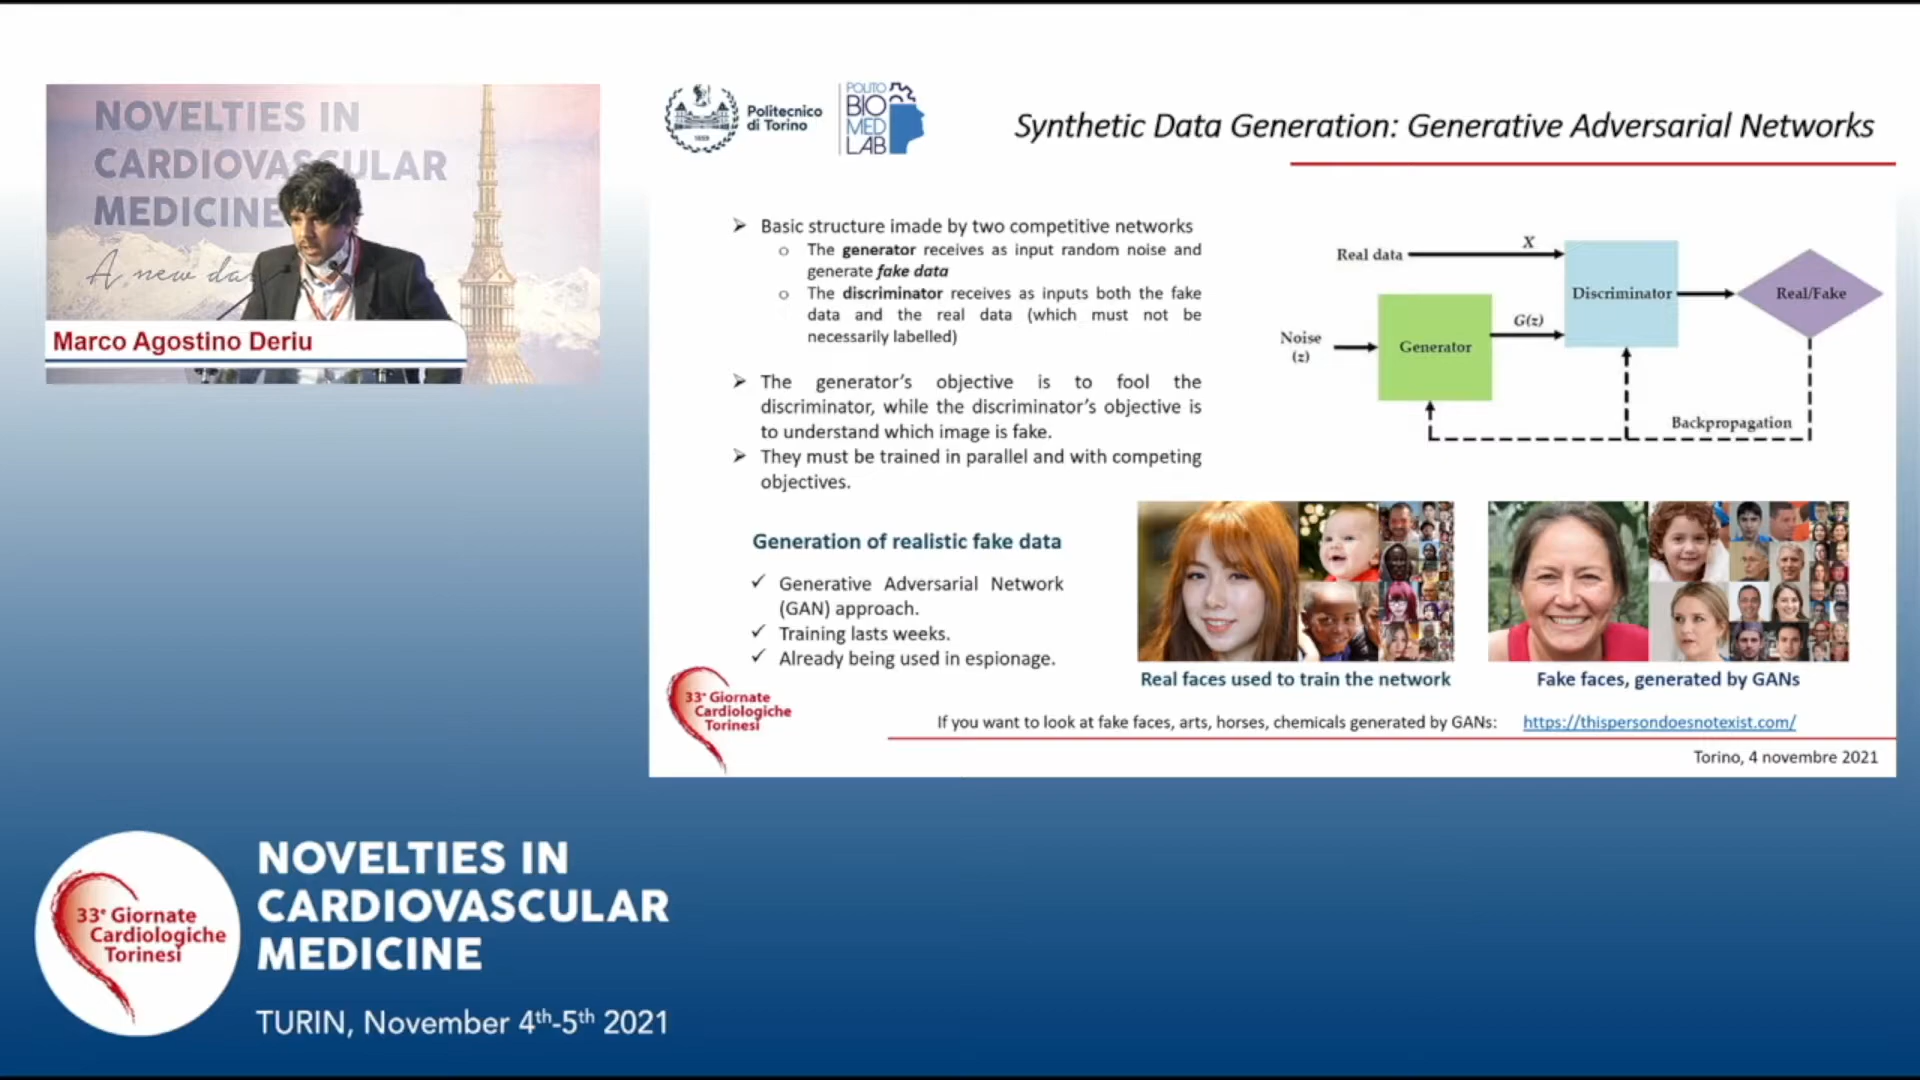 NOVELTIES IN
CARDIOVASCULAR
MEDICINE
A new da
Marco Agostino Deriu
Politecnico
di Torino
1859
POLITO
BIO
MED
LAB
Synthetic Data Generation: Generative Adversarial Networks
➢ Basic structure imade by two competitive networks
o The generator receives as input random noise and
generate fake data
o The discriminator receives as inputs both the fake
data and the real data (which must not be
necessarily labelled)
➢ The generator's objective is to fool the
discriminator, while the discriminator's objective is
to understand which image is fake.
➢ They must be trained in parallel and with competing
objectives.
Real data
X
Discriminator
Real/Fake
Noise
(z)
Generator
G(z)
Backpropagation
Generation of realistic fake data
✓ Generative Adversarial Network
(GAN) approach.
✓ Training lasts weeks.
✓ Already being used in espionage.
Real faces used to train the network
Fake faces, generated by GANs
33e Giornate
Cardiologiche
Torinesi
If you want to look at fake faces, arts, horses, chemicals generated by GANs: https://thispersondoesnotexist.com/
Torino, 4 novembre 2021
33e Giornate
Cardiologiche
Torinesi
NOVELTIES IN
CARDIOVASCULAR
MEDICINE
TURIN, November 4th-5th 2021